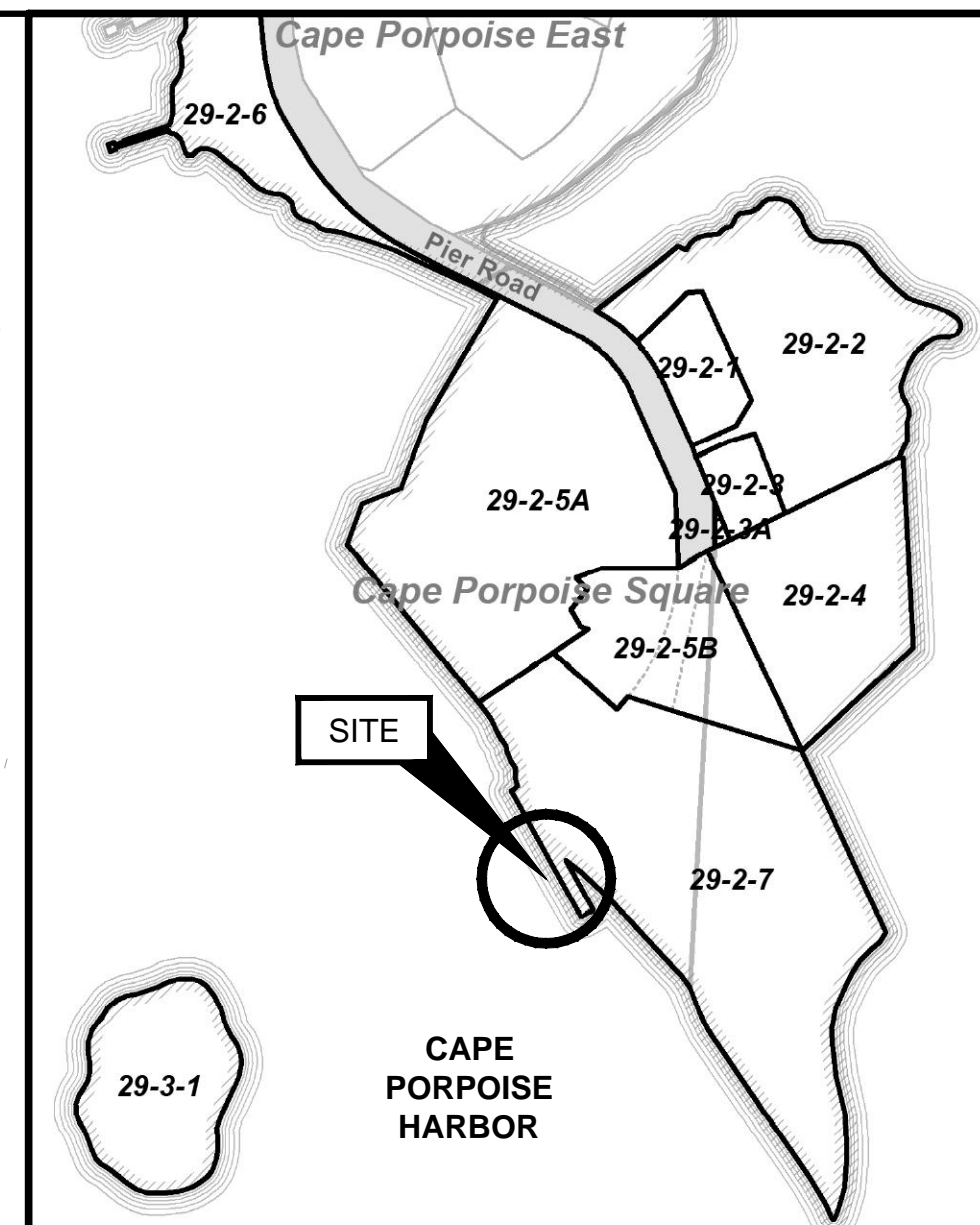 Cape Porpoise East
29-2-6
Pier Road
29-2-2
29-2-1
29-2-3
29-2-5A
29-2-3A
Cape Porpoise Square
29-2-4
29-2-5B
SITE
29-2-7
CAPE
PORPOISE
HARBOR
29-3-1